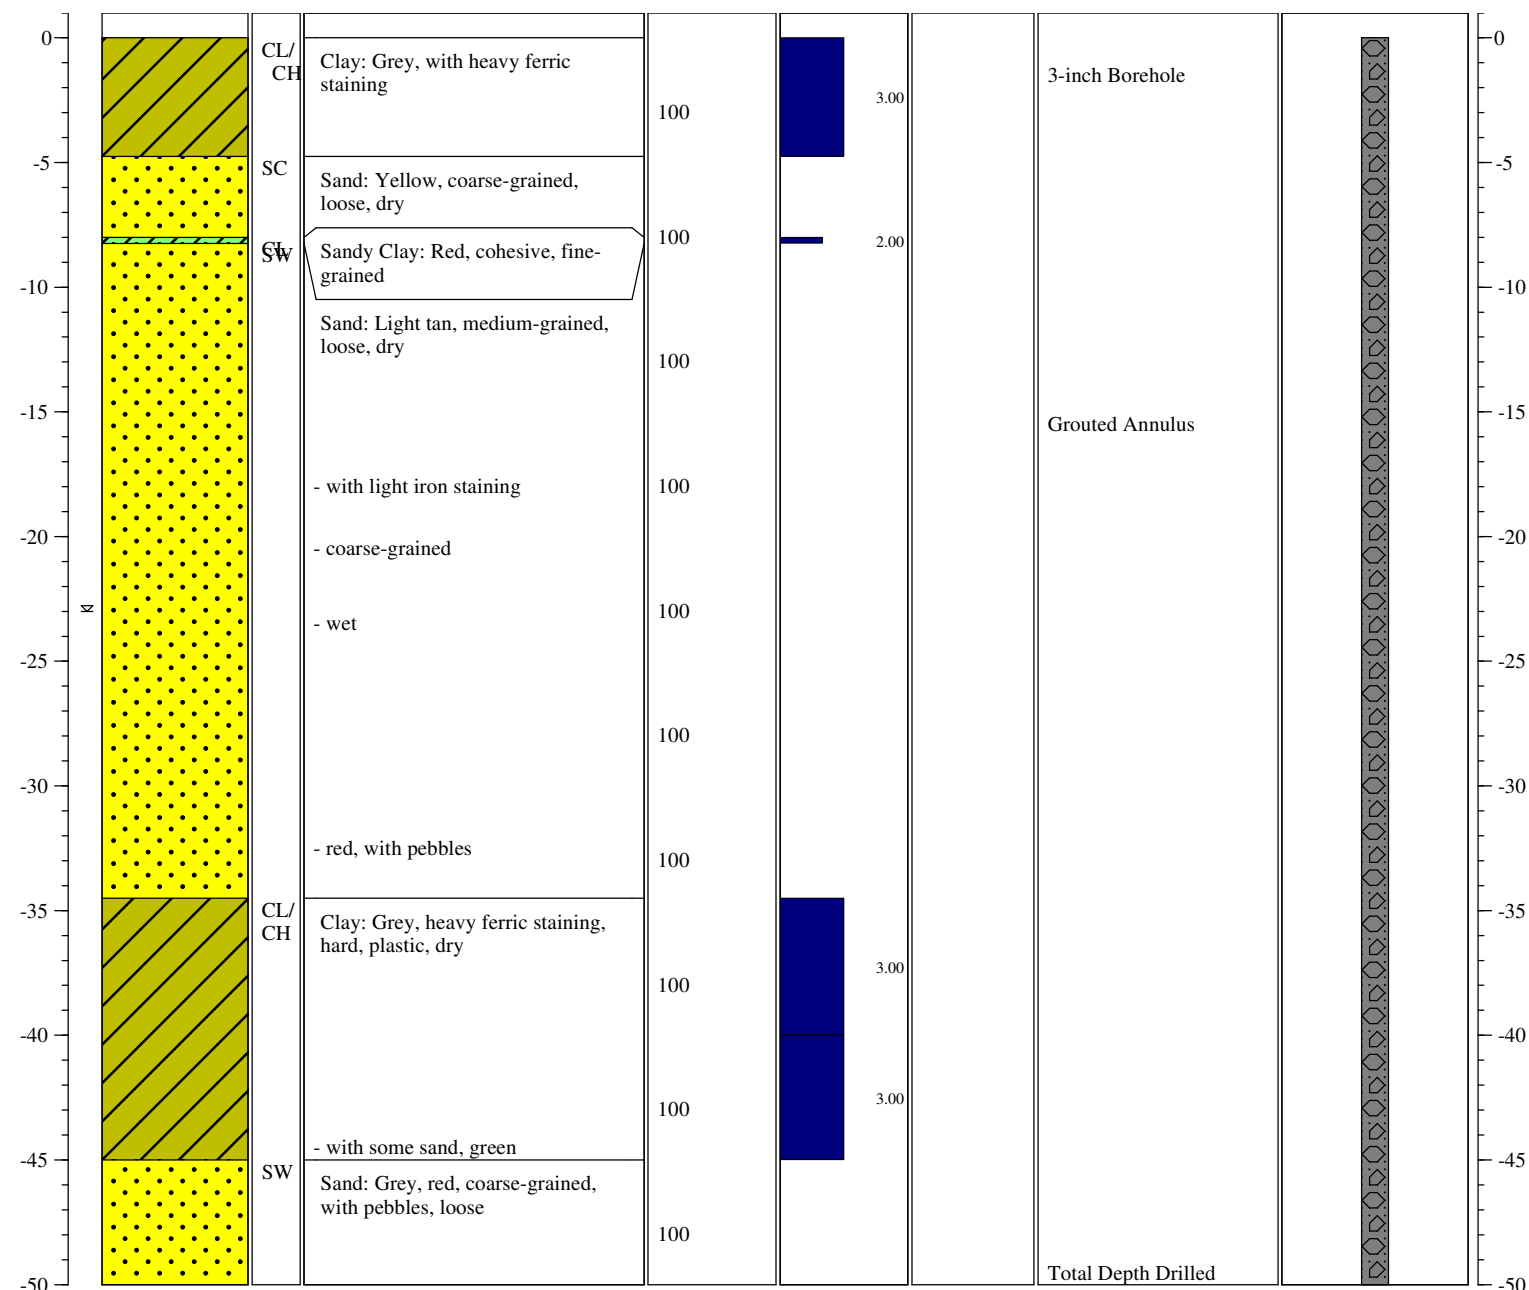 0
CL/
CH
Clay: Grey, with heavy ferric
staining
3-inch Borehole
0
3.00
100
-5
SC
Sand: Yellow, coarse-grained,
loose, dry
-5
CL
SW
Sandy Clay: Red, cohesive, fine-
grained
100
2.00
-10
-10
Sand: Light tan, medium-grained,
loose, dry
100
-15
Grouted Annulus
-15
- with light iron staining
100
-20
- coarse-grained
-20
100
- wet
-25
-25
100
-30
-30
- red, with pebbles
100
-35
CL/
CH
Clay: Grey, heavy ferric staining,
hard, plastic, dry
-35
3.00
100
-40
-40
3.00
100
- with some sand, green
-45
SW
Sand: Grey, red, coarse-grained,
with pebbles, loose
-45
100
Total Depth Drilled
-50
-50